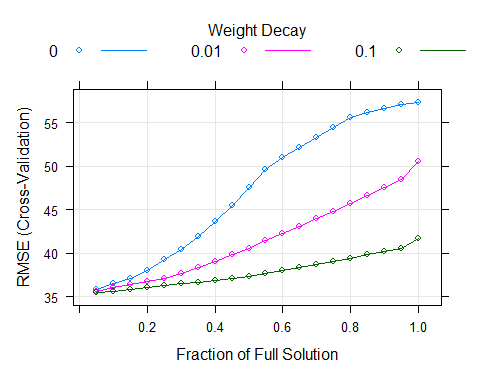 Weight Decay
0 0.01 0.1
RMSE (Cross-Validation)
55
50
45
40
35
0.2 0.4 0.6 0.8 1.0
Fraction of Full Solution